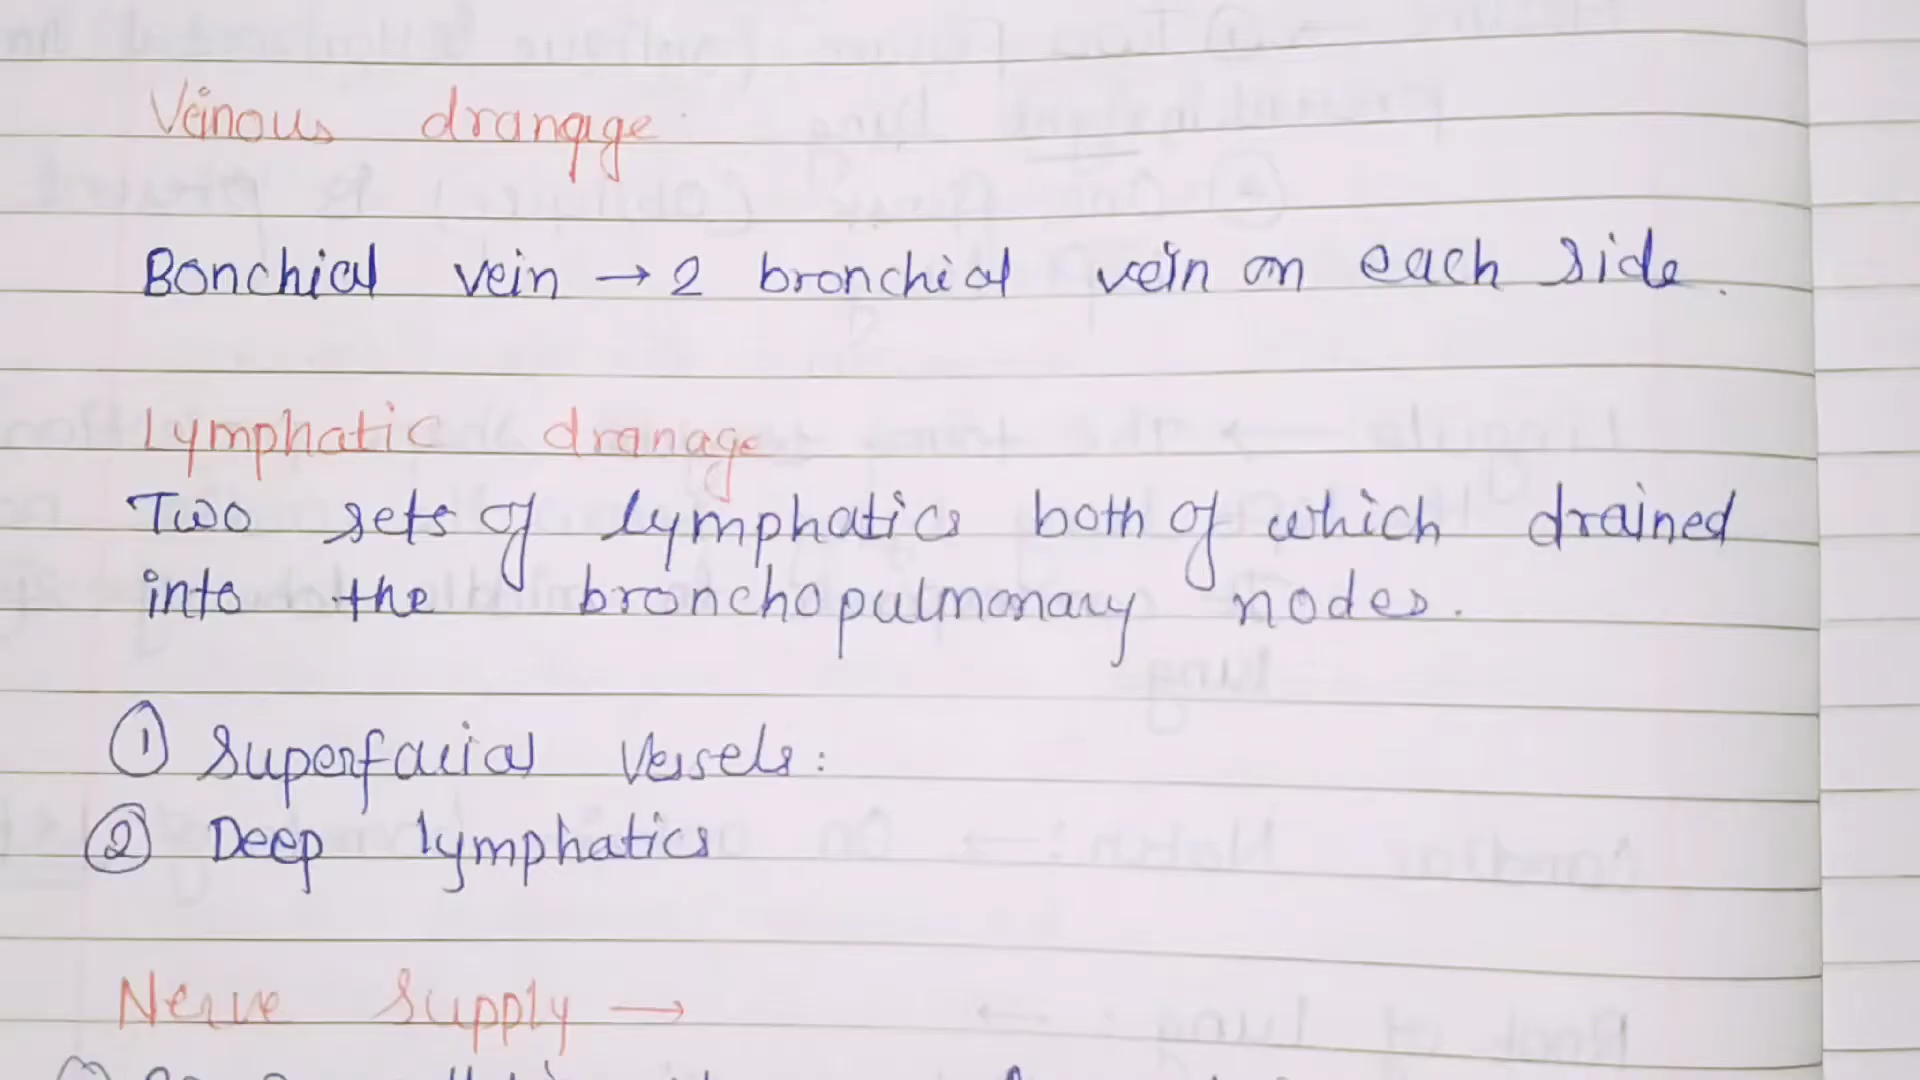 Veinous dranage
Bonchial vein → 2 bronchial vein on each side.
Lymphatic dranage
Two sets of lymphatics both of which drained
into the bronchopulmonary nodes.
① Superfacial Vessels:
② Deep lymphatics
Nerve Supply →